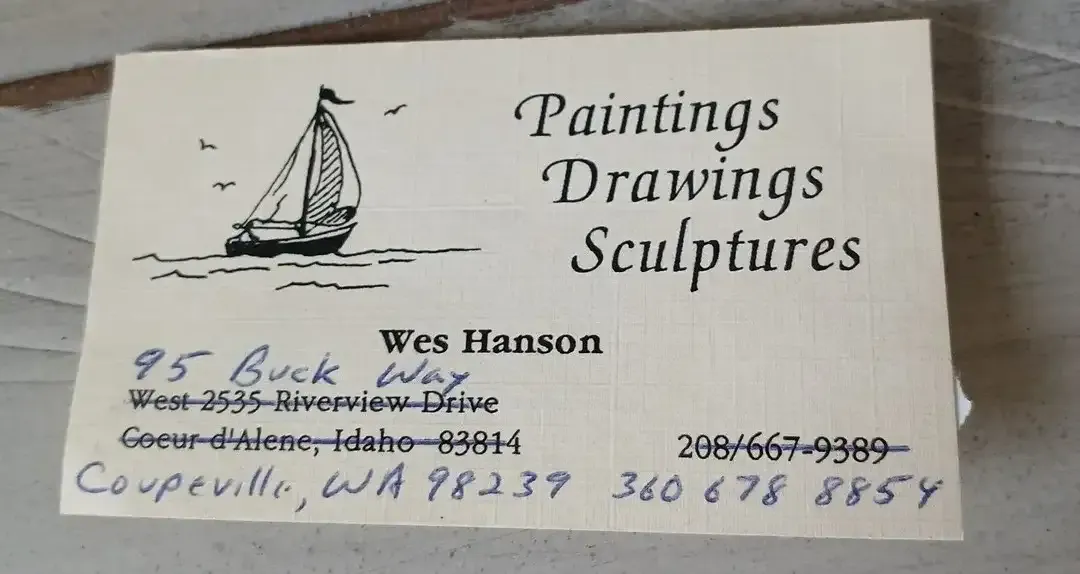 Paintings
Drawings
Sculptures
Wes Hanson
95 Buck Way
West 2535 Riverview Drive
Coeur d'Alene, Idaho 83814 208/667-9389
Coupeville, WA 98239 360 678 8854